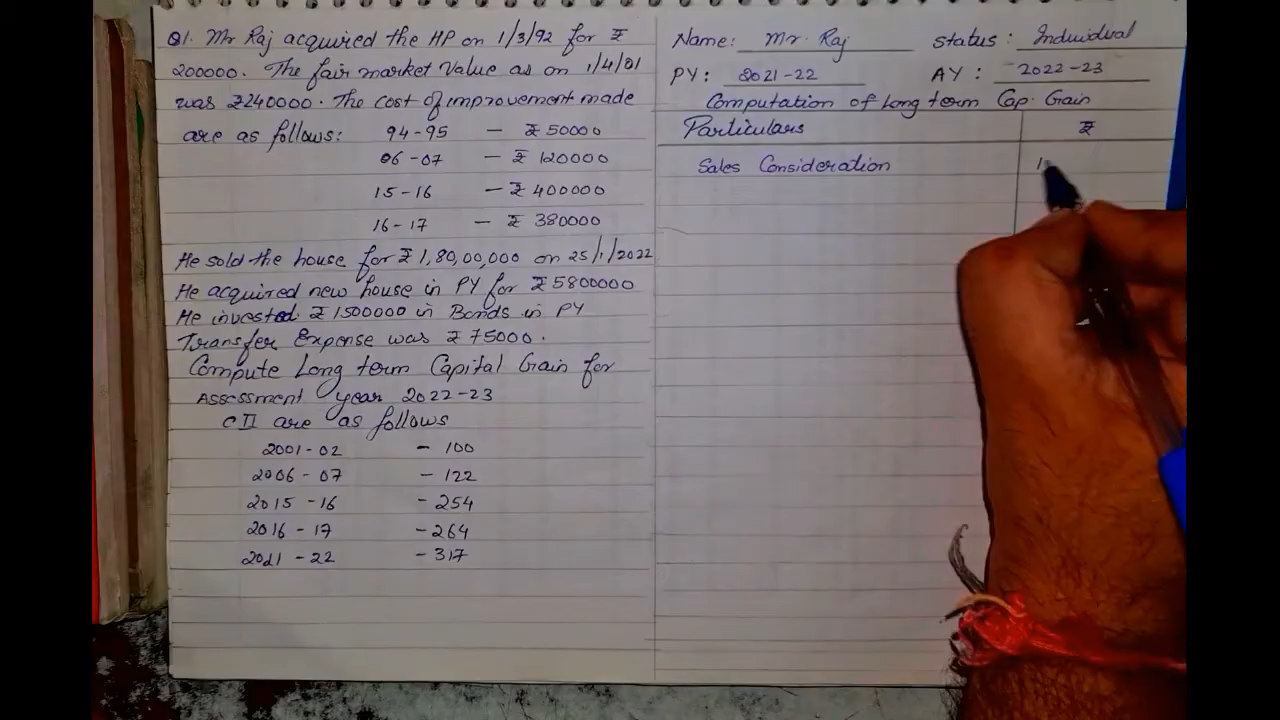 Q1. Mr Raj acquired the HP on 1/3/92 for ₹
200000. The fair market Value as on 1/4/01
was ₹240000. The cost of improvement made
are as follows: 94-95 - ₹ 50000
06-07 - ₹ 120000
15-16 - ₹ 400000
16-17 - ₹ 380000
He sold the house for ₹ 1,80,00,000 on 25/1/2022
He acquired new house in PY for ₹ 5800000
He invested ₹ 1500000 in Bonds in PY
Transfer Expense was ₹ 75000.
Compute Long term Capital Gain for
Assessment year 2022-23
CII are as follows
2001-02 - 100
2006-07 - 122
2015-16 - 254
2016-17 - 264
2021-22 - 317
Name: Mr. Raj Status: Individual
PY: 2021-22 AY: 2022-23
Computation of Long term Cap. Gain
Particulars ₹
Sales Consideration 1